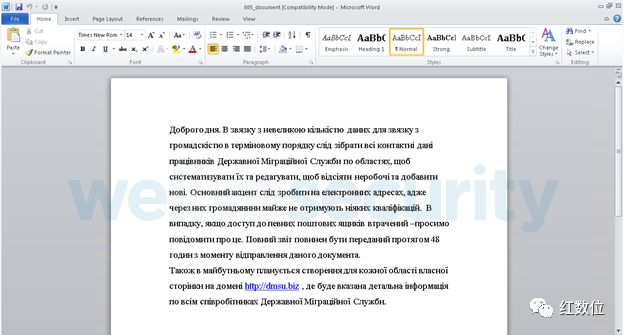 005_document [Compatibility Mode] - Microsoft Word
File Home Insert Page Layout References Mailings Review View
Cut
Copy
Format Painter
Paste
Clipboard
Times New Rom 14
Font
Paragraph
AaBbCcI AaBbC AaBbCcI AaBbCcI AaBbCcI AaBb
Emphasis Heading 1 ¶ Normal Strong Subtitle Title
Change Styles
Styles
Find
Replace
Select
Editing
Доброго дня. В звязку з невеликою кількістю даних для звязку з
громадскістю в терміновому порядку слід зібрати всі контактні дані
працівників Державної Міграційної Служби по областях, щоб
систематизувати їх та редагувати, щоб відсіяти неробочі та добавити
нові. Основний акцент слід зробити на електронних адресах, адже
через них громадянини майже не отримують ніяких кваліфікацій. В
випадку, якщо доступ до певних поштових ящиків втрачений –просимо
повідомити про це. Повний звіт повинен бути переданий протягом 48
годин з моменту відправлення даного документа.
Також в майбутньому планується створення для кожної області власної
сторінки на домені http://dmsu.biz , де буде вказана детальна інформація
по всім співробітниках Державної Міграційної Служби.
security
红数位